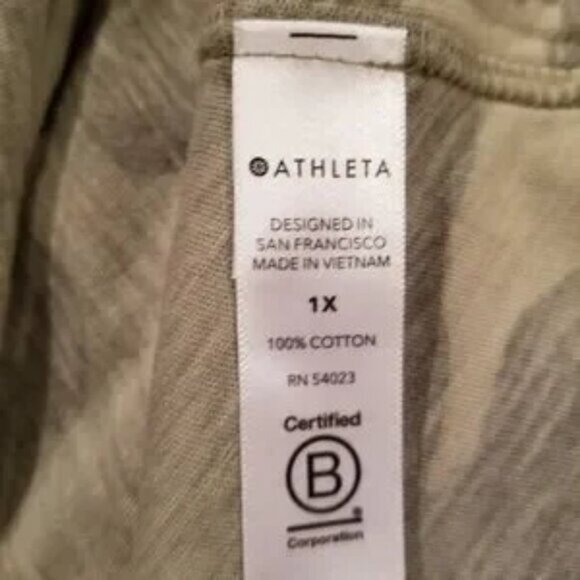 ATHLETA
DESIGNED IN
SAN FRANCISCO
MADE IN VIETNAM
1X
100% COTTON
RN 54023
Certified
B
Corporation